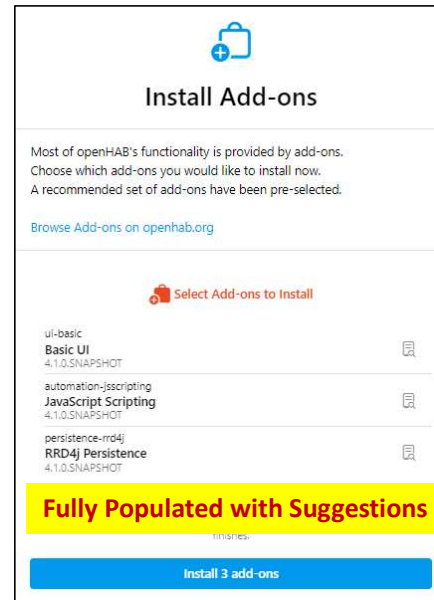 Install Add-ons
Most of openHAB's functionality is provided by add-ons.
Choose which add-ons you would like to install now.
A recommended set of add-ons have been pre-selected.
Browse Add-ons on openhab.org
Select Add-ons to Install
ui-basic
Basic UI
4.1.0.SNAPSHOT
automation-jsscripting
JavaScript Scripting
4.1.0.SNAPSHOT
persistence-rrd4j
RRD4j Persistence
4.1.0.SNAPSHOT
Fully Populated with Suggestions
finishes.
Install 3 add-ons